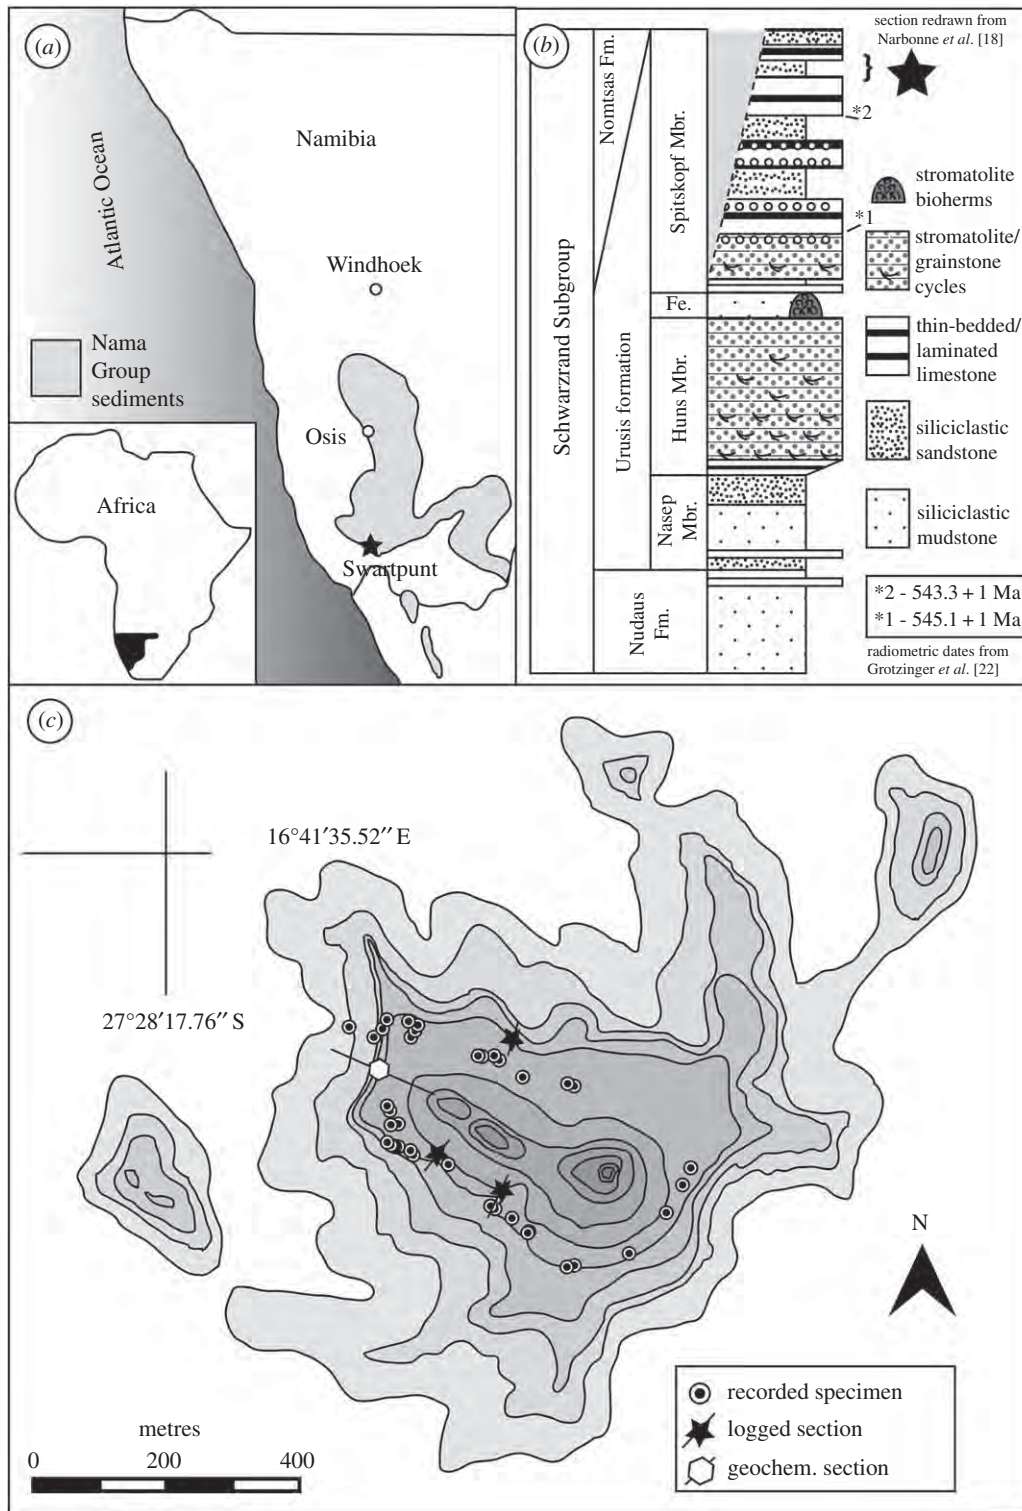 (a)
Namibia
Atlantic Ocean
Windhoek
Nama
Group
sediments
Osis
Swartpunt
Africa
(b)
section redrawn from
Narbonne et al. [18]
Schwarzrand Subgroup
Nomtsas Fm.
Urusis formation
Nudaus
Fm.
Spitskopf Mbr.
Fe.
Huns Mbr.
Nasep
Mbr.
}
*2
*1
stromatolite
bioherms
stromatolite/
grainstone
cycles
thin-bedded/
laminated
limestone
siliciclastic
sandstone
siliciclastic
mudstone
*2 - 543.3 + 1 Ma
*1 - 545.1 + 1 Ma
radiometric dates from
Grotzinger et al. [22]
(c)
16°41′35.52″ E
27°28′17.76″ S
N
metres
0 200 400
recorded specimen
logged section
geochem. section